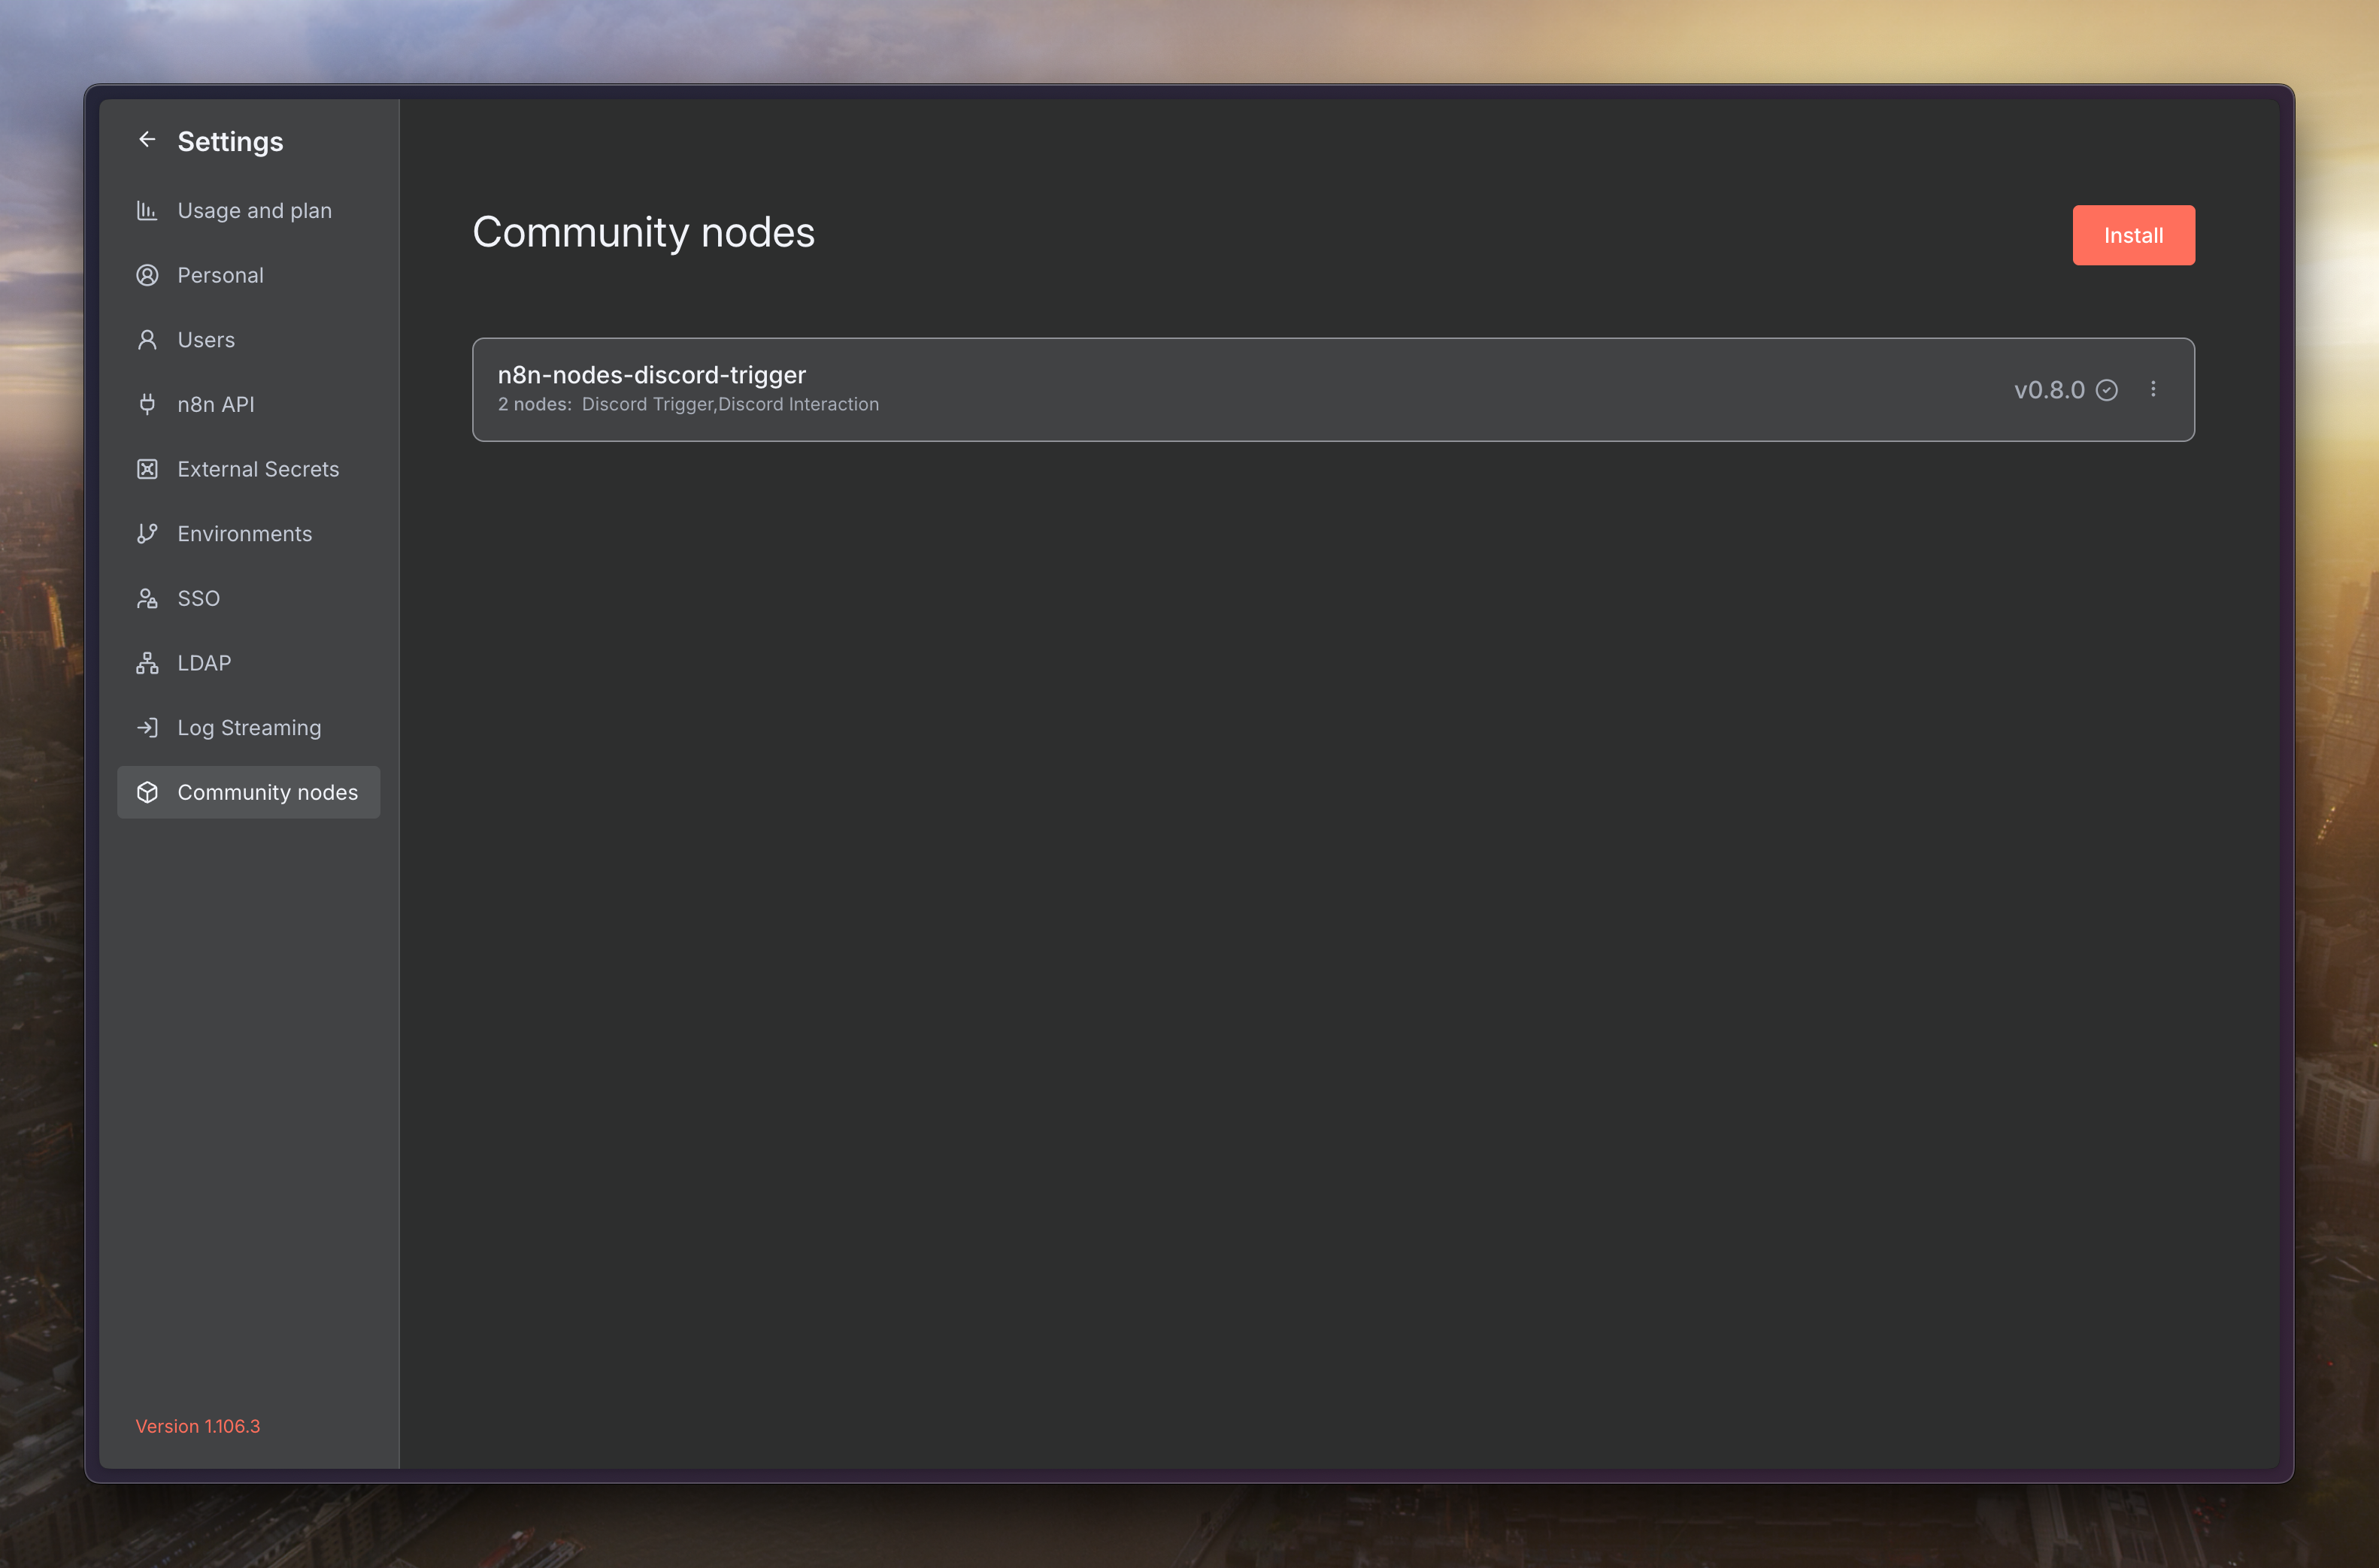 Settings
Usage and plan
Personal
Users
n8n API
External Secrets
Environments
SSO
LDAP
Log Streaming
Community nodes
Version 1.106.3
Community nodes
Install
n8n-nodes-discord-trigger
2 nodes: Discord Trigger,Discord Interaction
v0.8.0